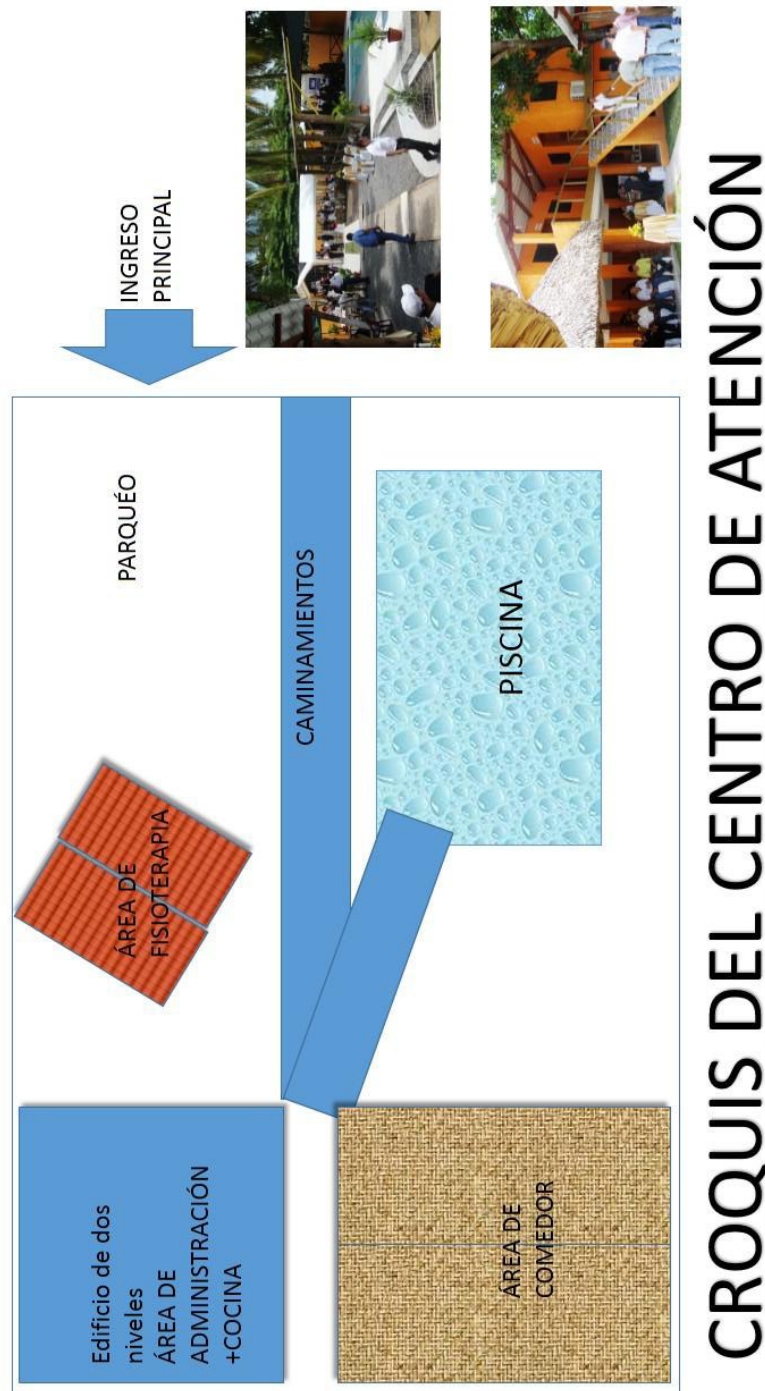 INGRESO
PRINCIPAL
PARQUÉO
CAMINAMIENTOS
PISCINA
ÁREA DE
FISIOTERAPIA
Edificio de dos
niveles
ÁREA DE
ADMINISTRACIÓN
+COCINA
ÁREA DE
COMEDOR
CROQUIS DEL CENTRO DE ATENCIÓN